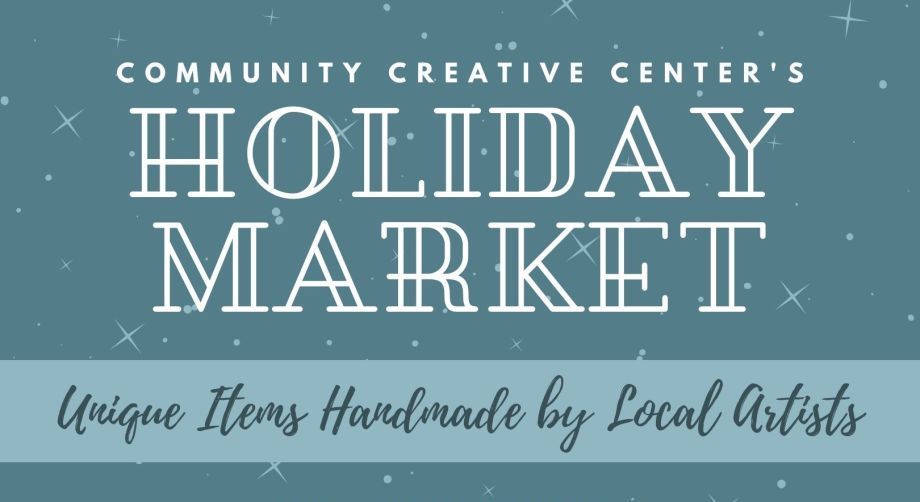 COMMUNITY CREATIVE CENTER'S
HOLIDAY
MARKET
Unique Items Handmade by Local Artists